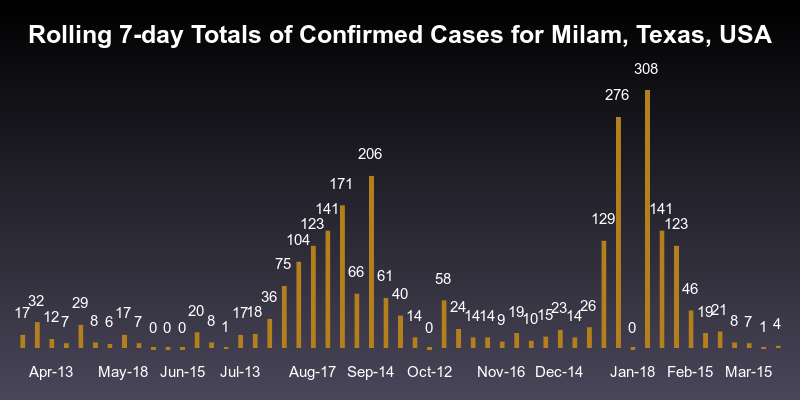 Rolling 7-day Totals of Confirmed Cases for Milam, Texas, USA
17 32 12 7 29 8 6 17 7 0 0 0 20 8 1 17 18 36 75 104 123 141 171 66 206 61 40 14 0 58 24 14 14 9 19 10 15 23 14 26 129 276 0 308 141 123 46 19 21 8 7 1 4
Apr-13 May-18 Jun-15 Jul-13 Aug-17 Sep-14 Oct-12 Nov-16 Dec-14 Jan-18 Feb-15 Mar-15